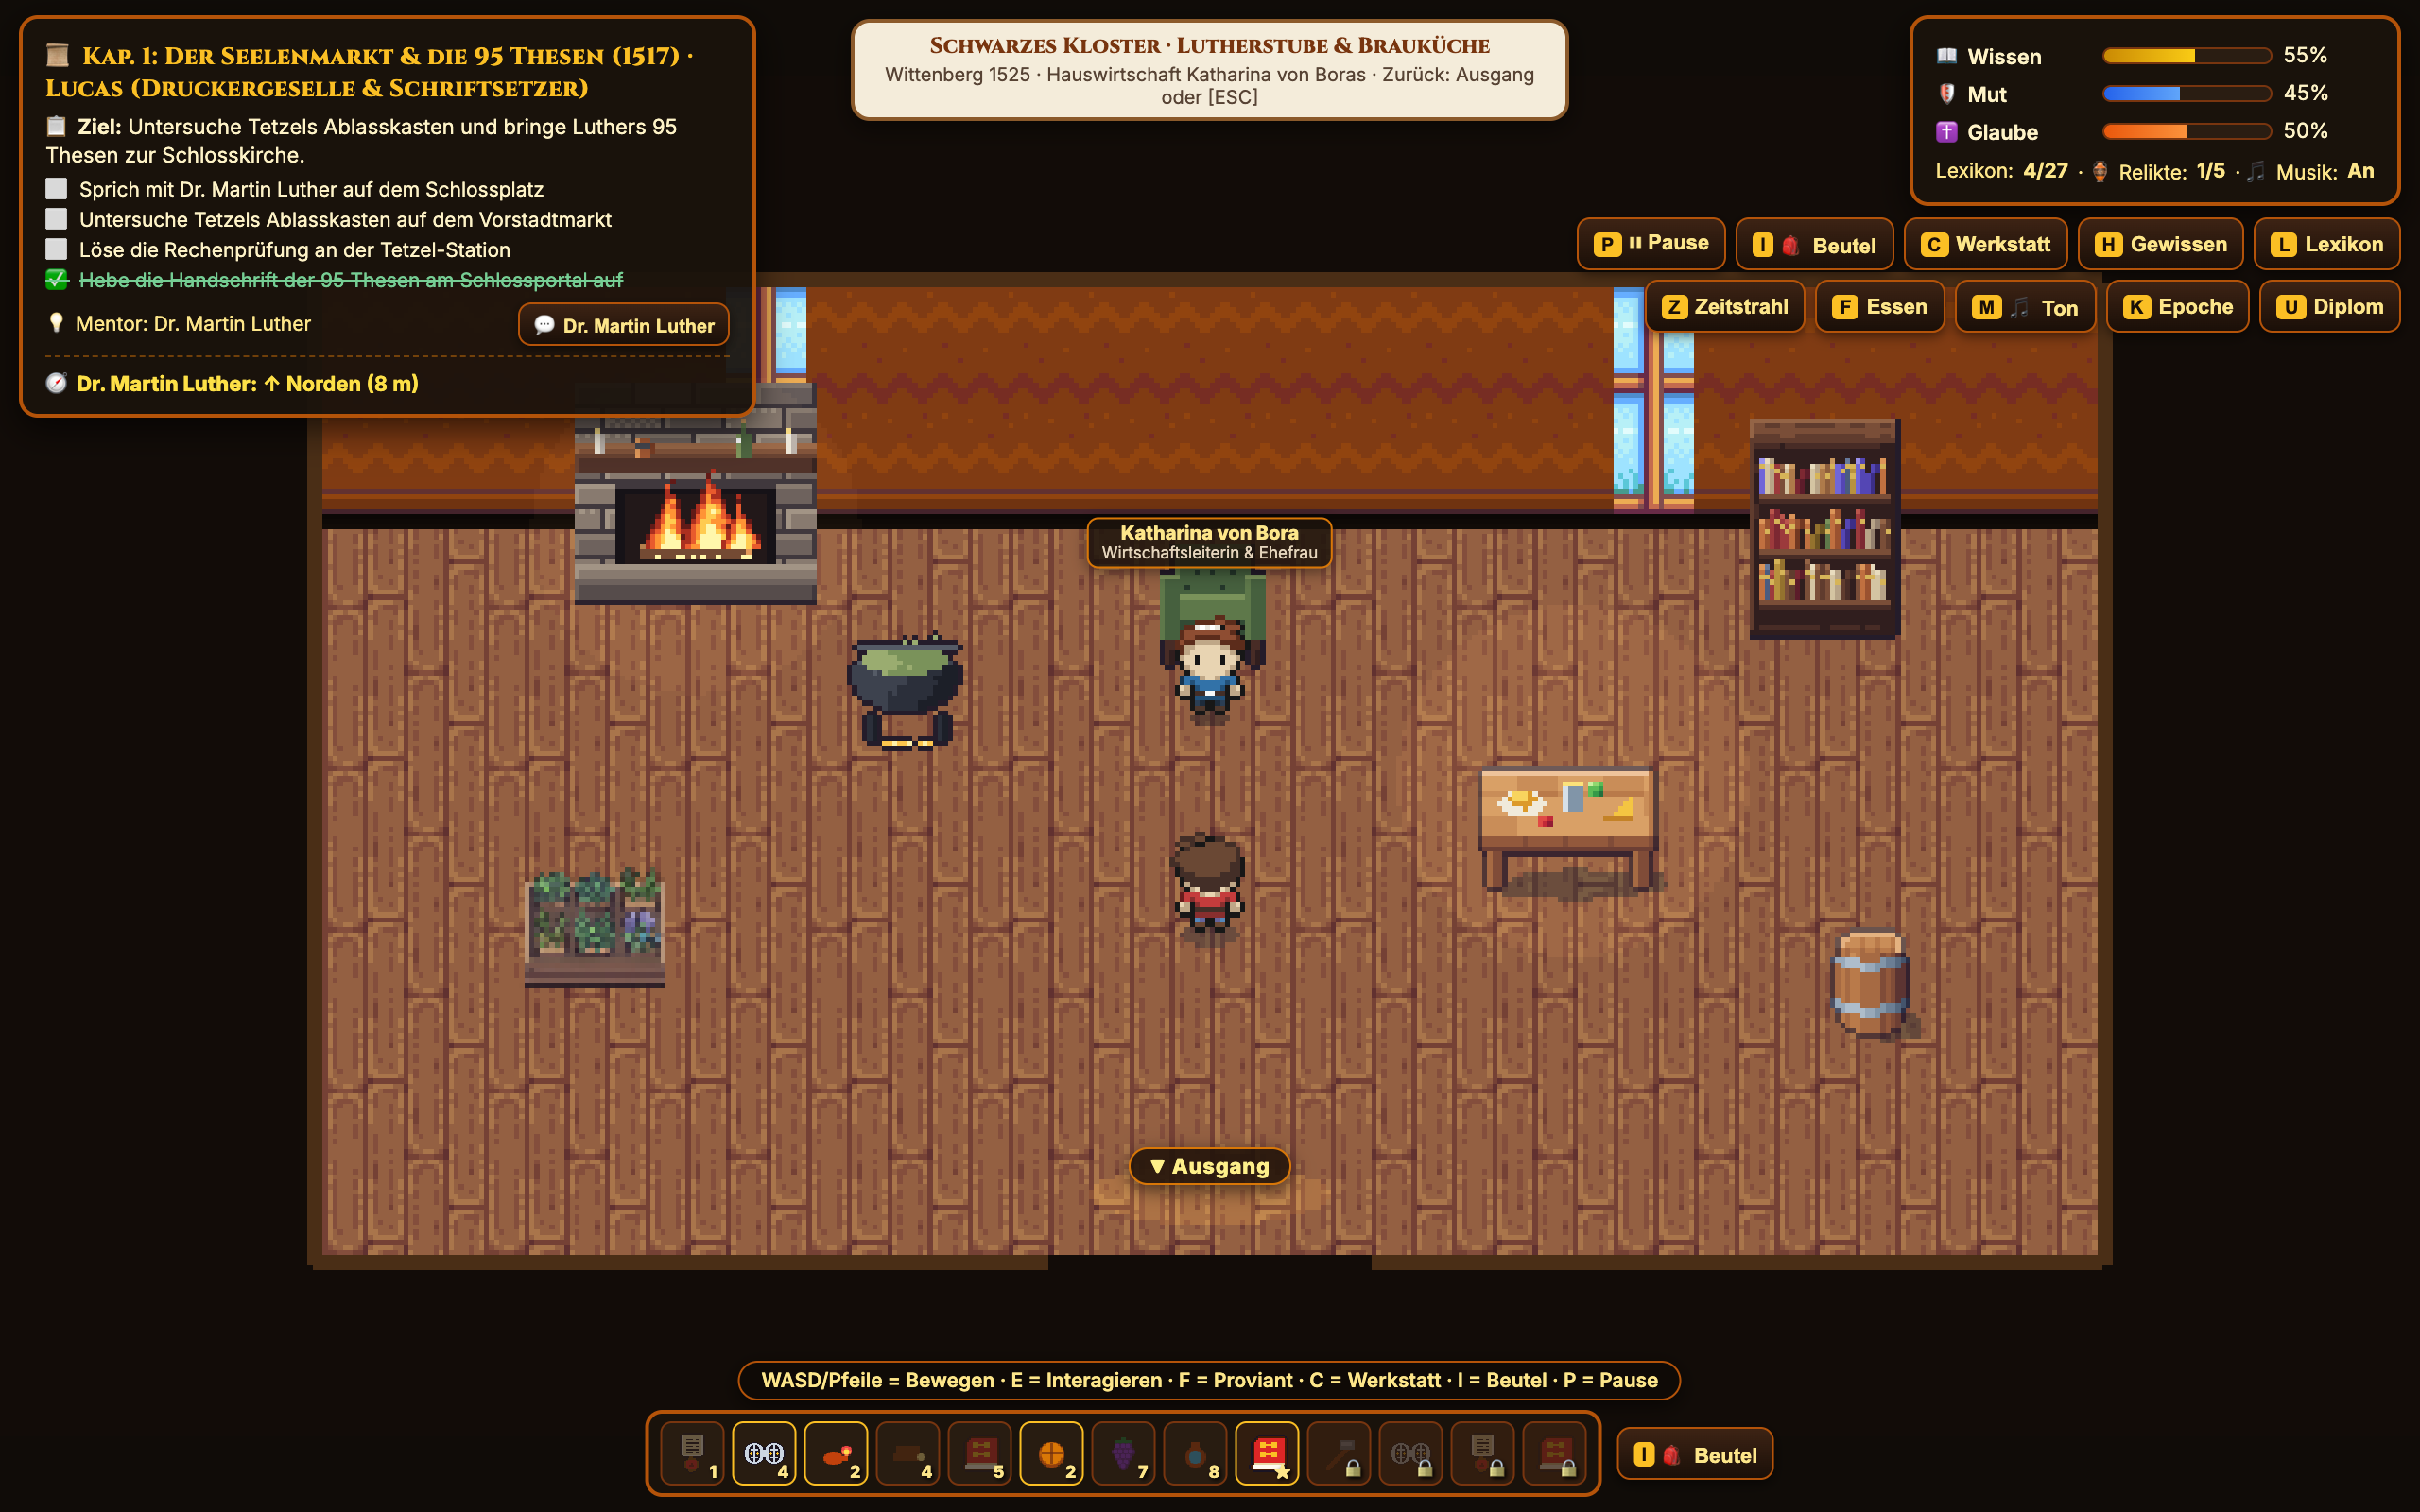 Kap. 1: Der Seelenmarkt & die 95 Thesen (1517) ·
Lucas (Druckergeselle & Schriftsetzer)
Ziel: Untersuche Tetzels Ablasskasten und bringe Luthers 95
Thesen zur Schlosskirche.
Sprich mit Dr. Martin Luther auf dem Schlossplatz
Untersuche Tetzels Ablasskasten auf dem Vorstadtmarkt
Löse die Rechenprüfung an der Tetzel-Station
Hebe die Handschrift der 95 Thesen am Schlossportal auf
Mentor: Dr. Martin Luther
Dr. Martin Luther
Dr. Martin Luther: ↑ Norden (8 m)
Schwarzes Kloster · Lutherstube & Brauküche
Wittenberg 1525 · Hauswirtschaft Katharina von Boras · Zurück: Ausgang
oder [ESC]
Wissen 55%
Mut 45%
Glaube 50%
Lexikon: 4/27 · Relikte: 1/5 · Musik: An
P Pause
I Beutel
C Werkstatt
H Gewissen
L Lexikon
Z Zeitstrahl
F Essen
M Ton
K Epoche
U Diplom
Katharina von Bora
Wirtschaftsleiterin & Ehefrau
▼ Ausgang
WASD/Pfeile = Bewegen · E = Interagieren · F = Proviant · C = Werkstatt · I = Beutel · P = Pause
1 4 2 4 5 2 7 8
I Beutel